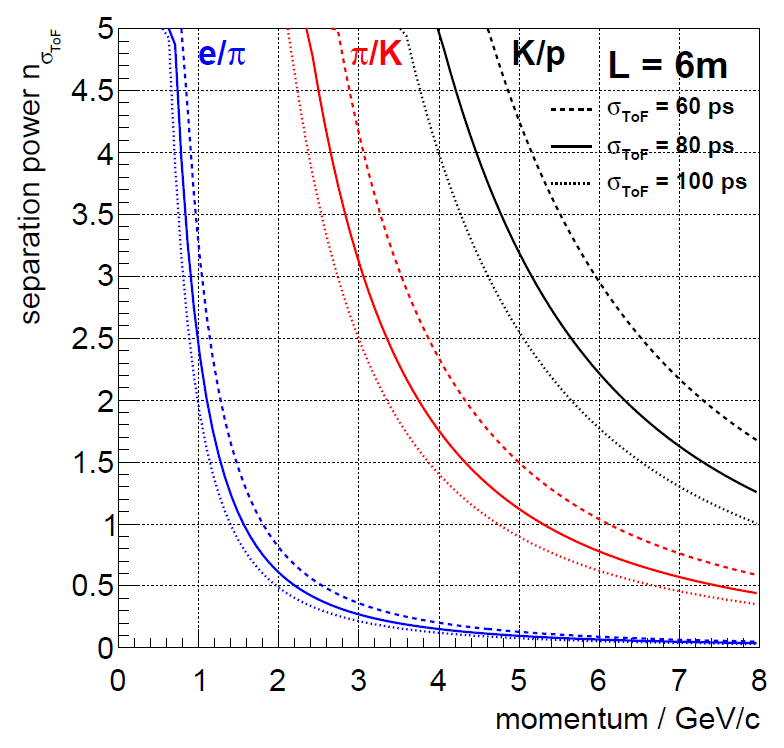 separation power nσToF
e/π
π/K
K/p
L = 6m
σToF = 60 ps
σToF = 80 ps
σToF = 100 ps
5
4.5
4
3.5
3
2.5
2
1.5
1
0.5
0
0 1 2 3 4 5 6 7 8
momentum / GeV/c